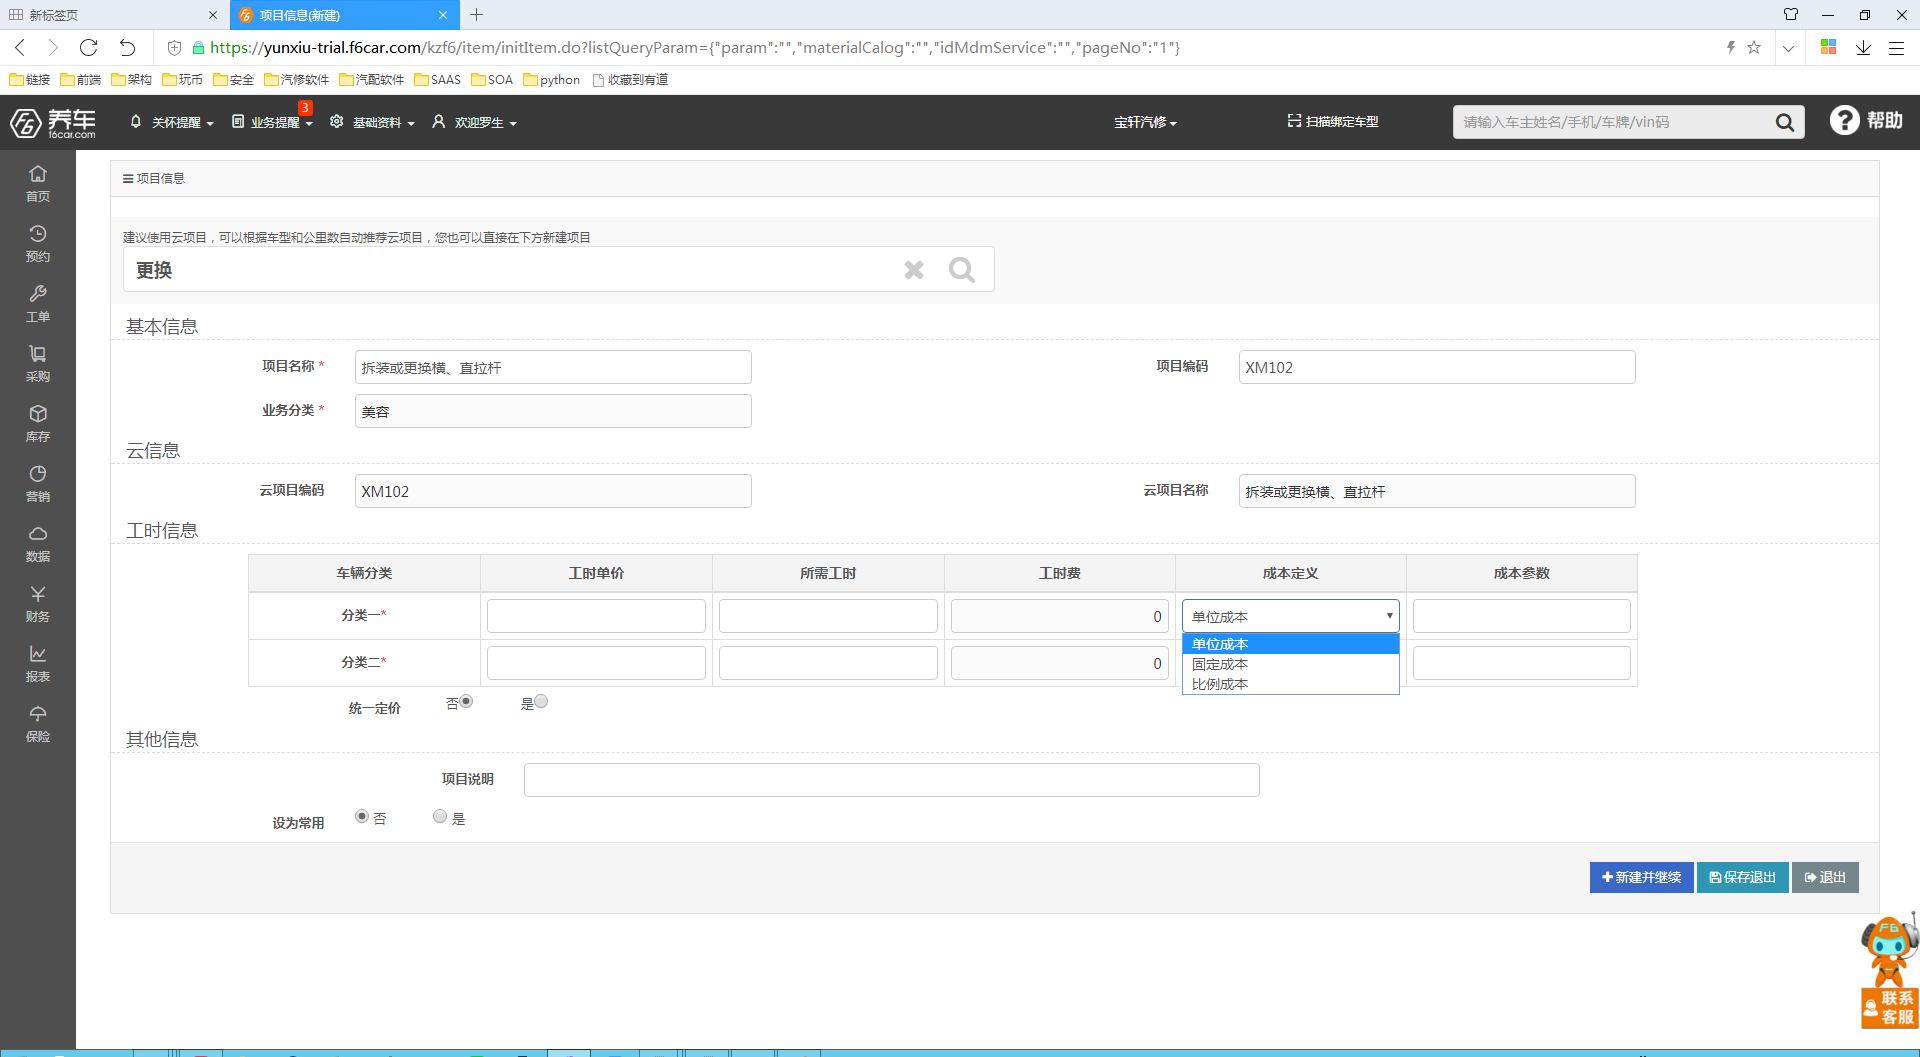 新标签页
项目信息(新建)
https://yunxiu-trial.f6car.com/kzf6/item/initItem.do?listQueryParam={"param":"","materialCalog":"","idMdmService":"","pageNo":"1"}
链接 前端 架构 玩币 安全 汽修软件 汽配软件 SAAS SOA python 收藏到有道
F6 养车 f6car.com
关怀提醒 业务提醒 3 基础资料 欢迎罗生 宝轩汽修 扫描绑定车型 请输入车主姓名/手机/车牌/vin码 ? 帮助
首页
预约
工单
采购
库存
营销
数据
财务
报表
保险
项目信息
建议使用云项目，可以根据车型和公里数自动推荐云项目，您也可以直接在下方新建项目
更换
基本信息
项目名称 * 拆装或更换横、直拉杆 项目编码 XM102
业务分类 * 美容
云信息
云项目编码 XM102 云项目名称 拆装或更换横、直拉杆
工时信息
车辆分类 工时单价 所需工时 工时费 成本定义 成本参数
分类一* 0 单位成本
单位成本
固定成本
比例成本
分类二* 0
统一定价 否 是
其他信息
项目说明
设为常用 否 是
新建并继续 保存退出 退出
F6
联系
客服